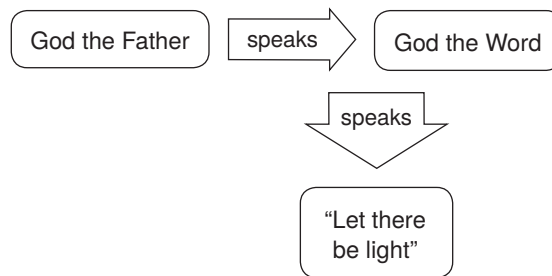 God the Father
speaks
God the Word
speaks
“Let there
be light”